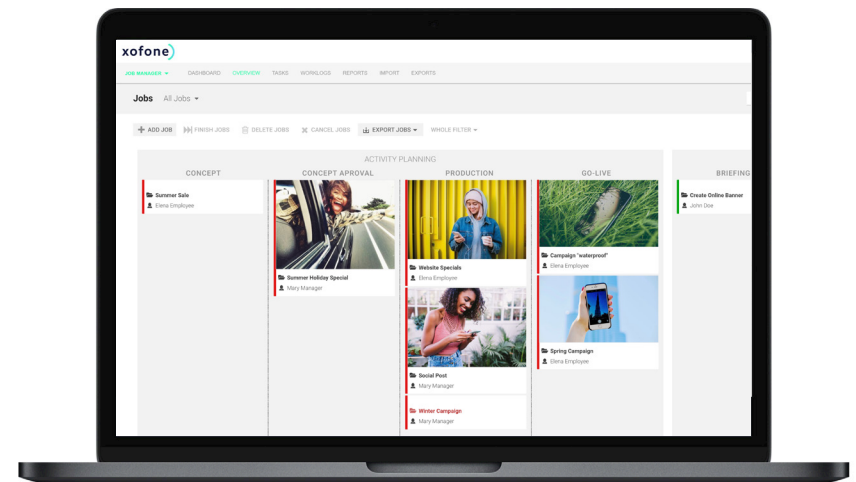 xofone)
JOB MANAGER DASHBOARD OVERVIEW TASKS WORKLOGS REPORTS IMPORT EXPORTS
Jobs All Jobs
ADD JOB FINISH JOBS DELETE JOBS CANCEL JOBS EXPORT JOBS WHOLE FILTER
ACTIVITY PLANNING
CONCEPT CONCEPT APROVAL PRODUCTION GO-LIVE BRIEFING
Summer Sale
Elena Employee
Summer Holiday Special
Mary Manager
Website Specials
Elena Employee
Social Post
Mary Manager
Winter Campaign
Mary Manager
Campaign "waterproof"
Elena Employee
Spring Campaign
Elena Employee
Create Online Banner
John Doe